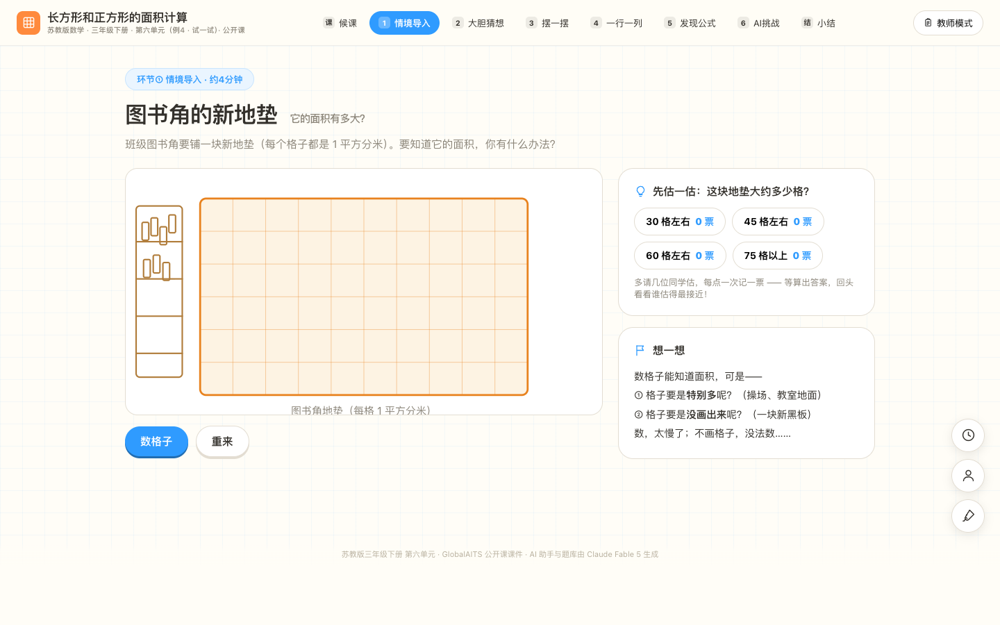 长方形和正方形的面积计算
苏教版数学 · 三年级下册 · 第六单元（例4 · 试一试）· 公开课
课 候课
1 情境导入
2 大胆猜想
3 摆一摆
4 一行一列
5 发现公式
6 AI挑战
结 小结
教师模式
环节① 情境导入 · 约4分钟
图书角的新地垫 它的面积有多大？
班级图书角要铺一块新地垫（每个格子都是 1 平方分米）。要知道它的面积，你有什么办法？
图书角地垫（每格 1 平方分米）
数格子
重来
先估一估：这块地垫大约多少格？
30 格左右 0 票
45 格左右 0 票
60 格左右 0 票
75 格以上 0 票
多请几位同学估，每点一次记一票 —— 等算出答案，回头
看看谁估得最接近！
想一想
数格子能知道面积，可是——
① 格子要是特别多呢？（操场、教室地面）
② 格子要是没画出来呢？（一块新黑板）
数，太慢了；不画格子，没法数……
苏教版三年级下册 第六单元 · GlobalAITS 公开课课件 · AI 助手与题库由 Claude Fable 5 生成